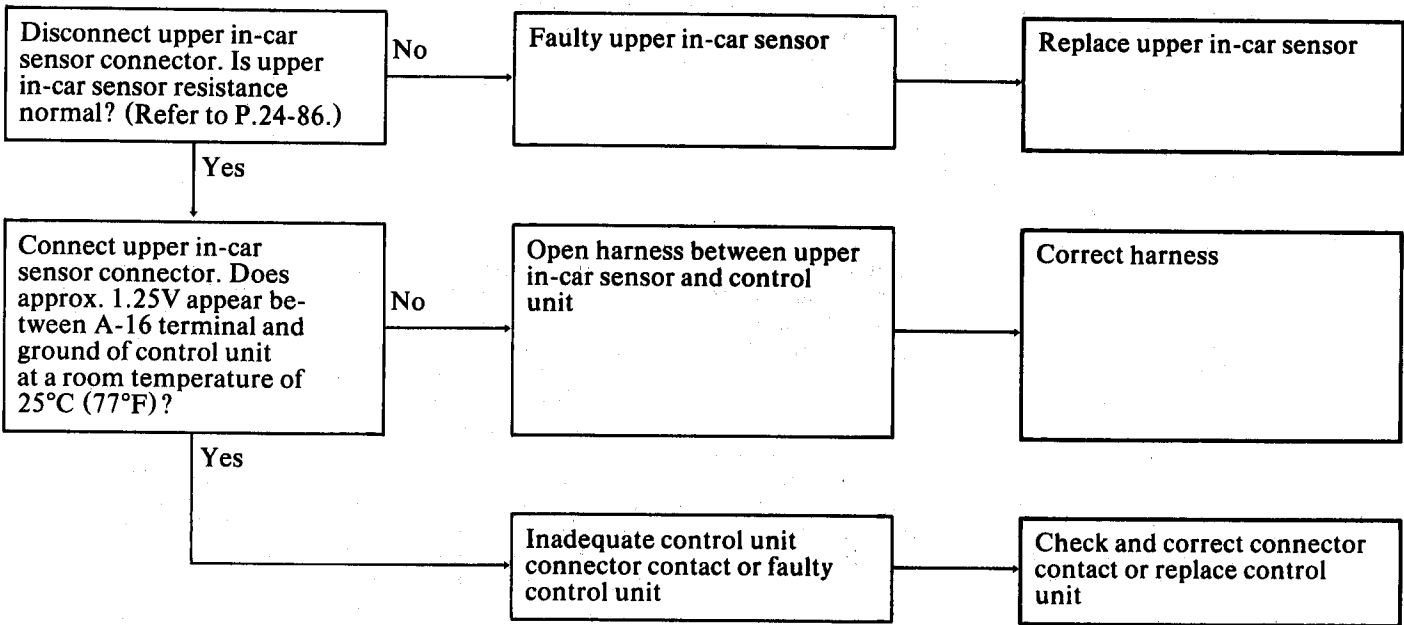 Disconnect upper in-car
sensor connector. Is upper
in-car sensor resistance
normal? (Refer to P.24-86.)
No
Faulty upper in-car sensor
Replace upper in-car sensor
Yes
Connect upper in-car
sensor connector. Does
approx. 1.25V appear be-
tween A-16 terminal and
ground of control unit
at a room temperature of
25°C (77°F)?
No
Open harness between upper
in-car sensor and control
unit
Correct harness
Yes
Inadequate control unit
connector contact or faulty
control unit
Check and correct connector
contact or replace control
unit